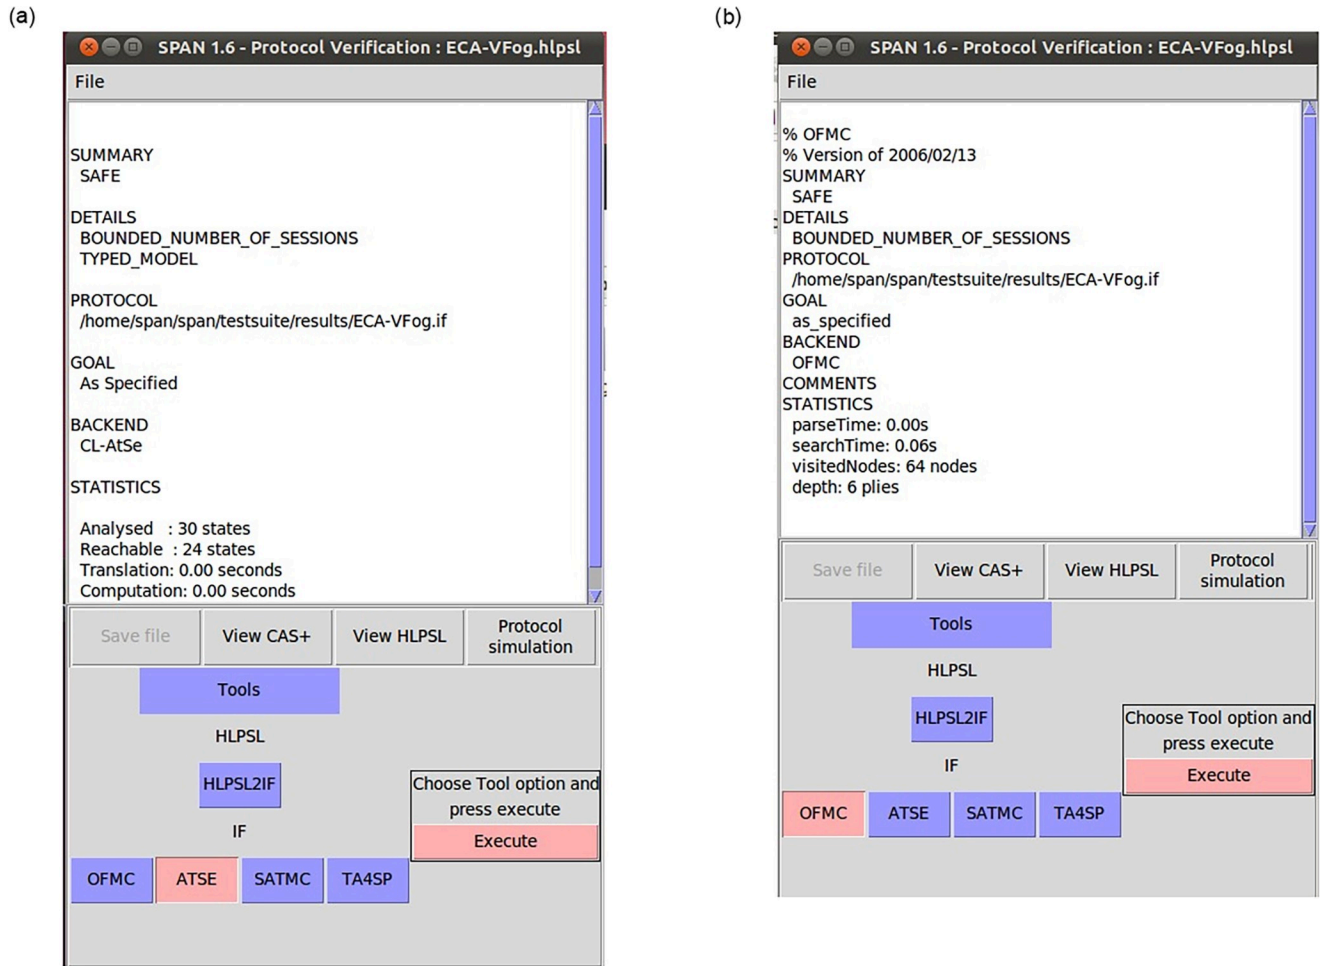 (a)
SPAN 1.6 - Protocol Verification : ECA-VFog.hlpsl
File
SUMMARY
SAFE
DETAILS
BOUNDED_NUMBER_OF_SESSIONS
TYPED_MODEL
PROTOCOL
/home/span/span/testsuite/results/ECA-VFog.if
GOAL
As Specified
BACKEND
CL-AtSe
STATISTICS
Analysed : 30 states
Reachable : 24 states
Translation: 0.00 seconds
Computation: 0.00 seconds
Save file
View CAS+
View HLPSL
Protocol
simulation
Tools
HLPSL
HLPSL2IF
Choose Tool option and
press execute
IF
Execute
OFMC
ATSE
SATMC
TA4SP
(b)
SPAN 1.6 - Protocol Verification : ECA-VFog.hlpsl
File
% OFMC
% Version of 2006/02/13
SUMMARY
SAFE
DETAILS
BOUNDED_NUMBER_OF_SESSIONS
PROTOCOL
/home/span/span/testsuite/results/ECA-VFog.if
GOAL
as_specified
BACKEND
OFMC
COMMENTS
STATISTICS
parseTime: 0.00s
searchTime: 0.06s
visitedNodes: 64 nodes
depth: 6 plies
Save file
View CAS+
View HLPSL
Protocol
simulation
Tools
HLPSL
HLPSL2IF
Choose Tool option and
press execute
IF
Execute
OFMC
ATSE
SATMC
TA4SP